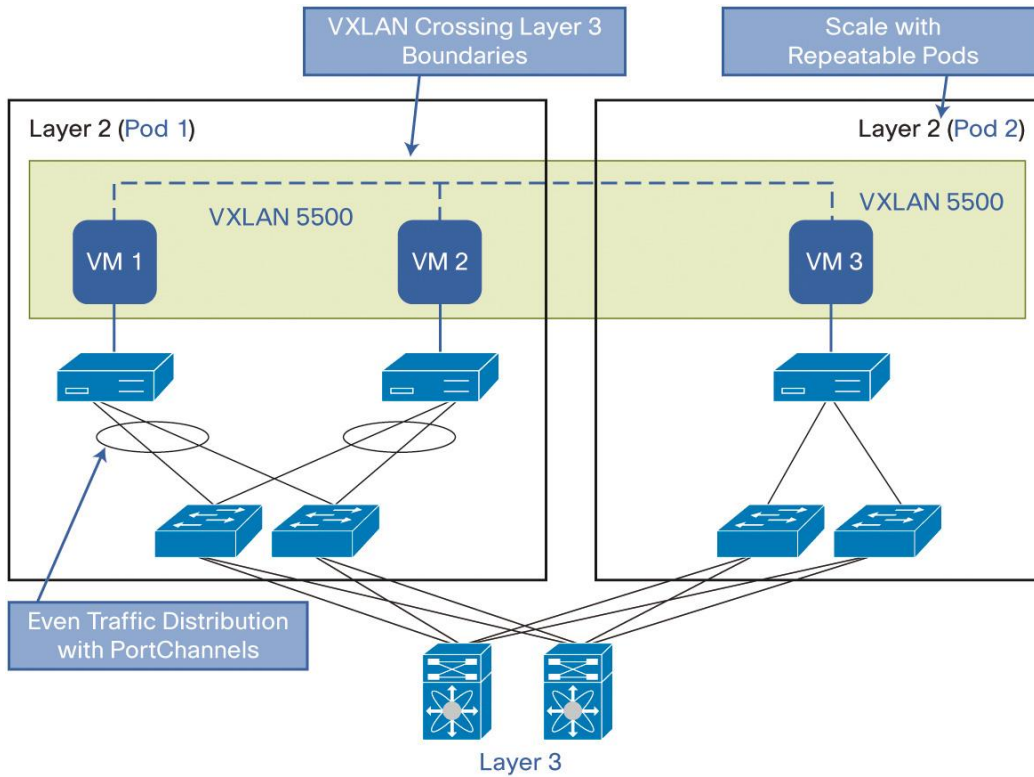 VXLAN Crossing Layer 3
Boundaries
Scale with
Repeatable Pods
Layer 2 (Pod 1)
Layer 2 (Pod 2)
VXLAN 5500
VXLAN 5500
VM 1
VM 2
VM 3
Even Traffic Distribution
with PortChannels
Layer 3